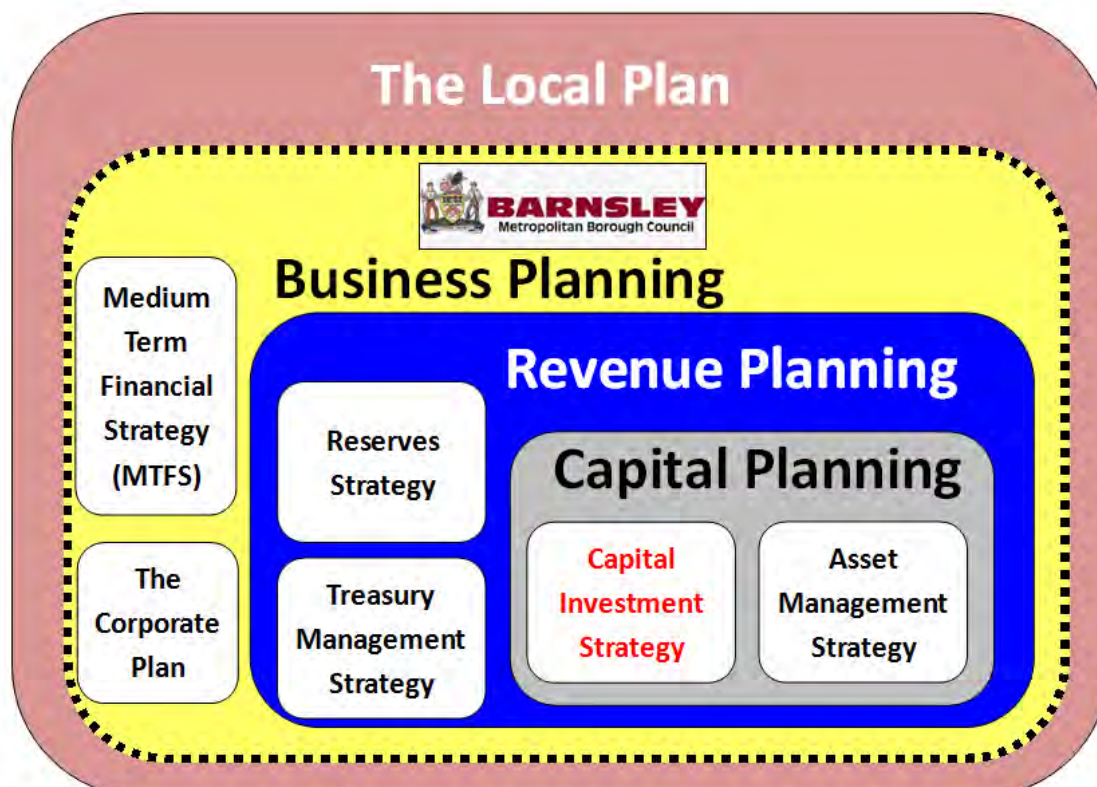 The Local Plan
BARNSLEY
Metropolitan Borough Council
Business Planning
Medium
Term
Financial
Strategy
(MTFS)
The
Corporate
Plan
Revenue Planning
Reserves
Strategy
Treasury
Management
Strategy
Capital Planning
Capital
Investment
Strategy
Asset
Management
Strategy